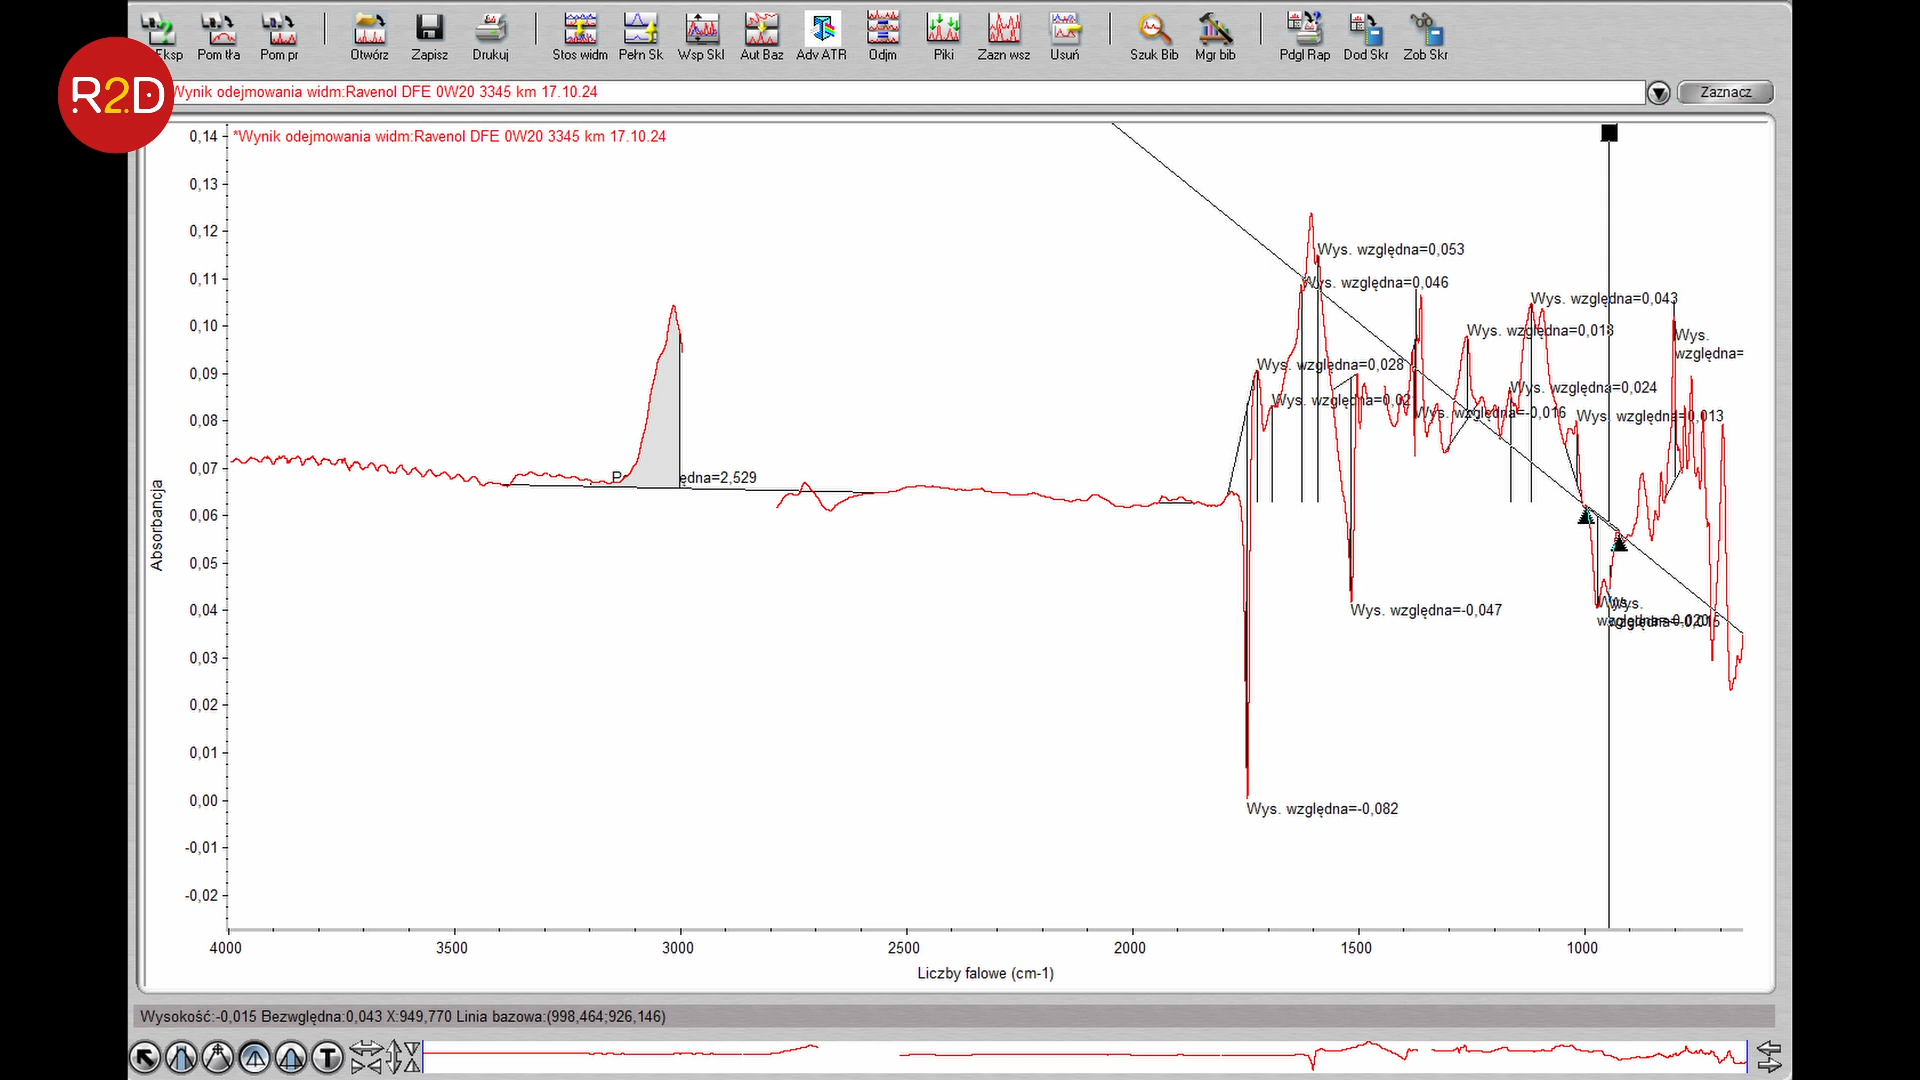 Eksp Pom tła Pom pr Otwórz Zapisz Drukuj Stos widm Pełn Sk Wsp Skl Aut Baz Adv ATR Odjm Piki Zazn wsz Usuń Szuk Bib Mgr bib Pdgl Rap Dod Skr Zob Skr
R2D
Wynik odejmowania widm:Ravenol DFE 0W20 3345 km 17.10.24
Zaznacz
*Wynik odejmowania widm:Ravenol DFE 0W20 3345 km 17.10.24
0,14
0,13
0,12
0,11
0,10
0,09
0,08
0,07
0,06
0,05
0,04
0,03
0,02
0,01
0,00
-0,01
-0,02
Absorbancja
Wys. względna=0,053
Wys. względna=0,046
Wys. względna=0,043
Wys. względna=0,018
Wys.
względna=
Wys. względna=0,028
Wys. względna=0,024
Wys. względna=0,02
Wys. względna=-0,016
Wys. względna=0,013
ędna=2,529
Wys. względna=-0,047
Wys. względna=-0,082
4000 3500 3000 2500 2000 1500 1000
Liczby falowe (cm-1)
Wysokość:-0,015 Bezwględna:0,043 X:949,770 Linia bazowa:(998,464;926,146)
T